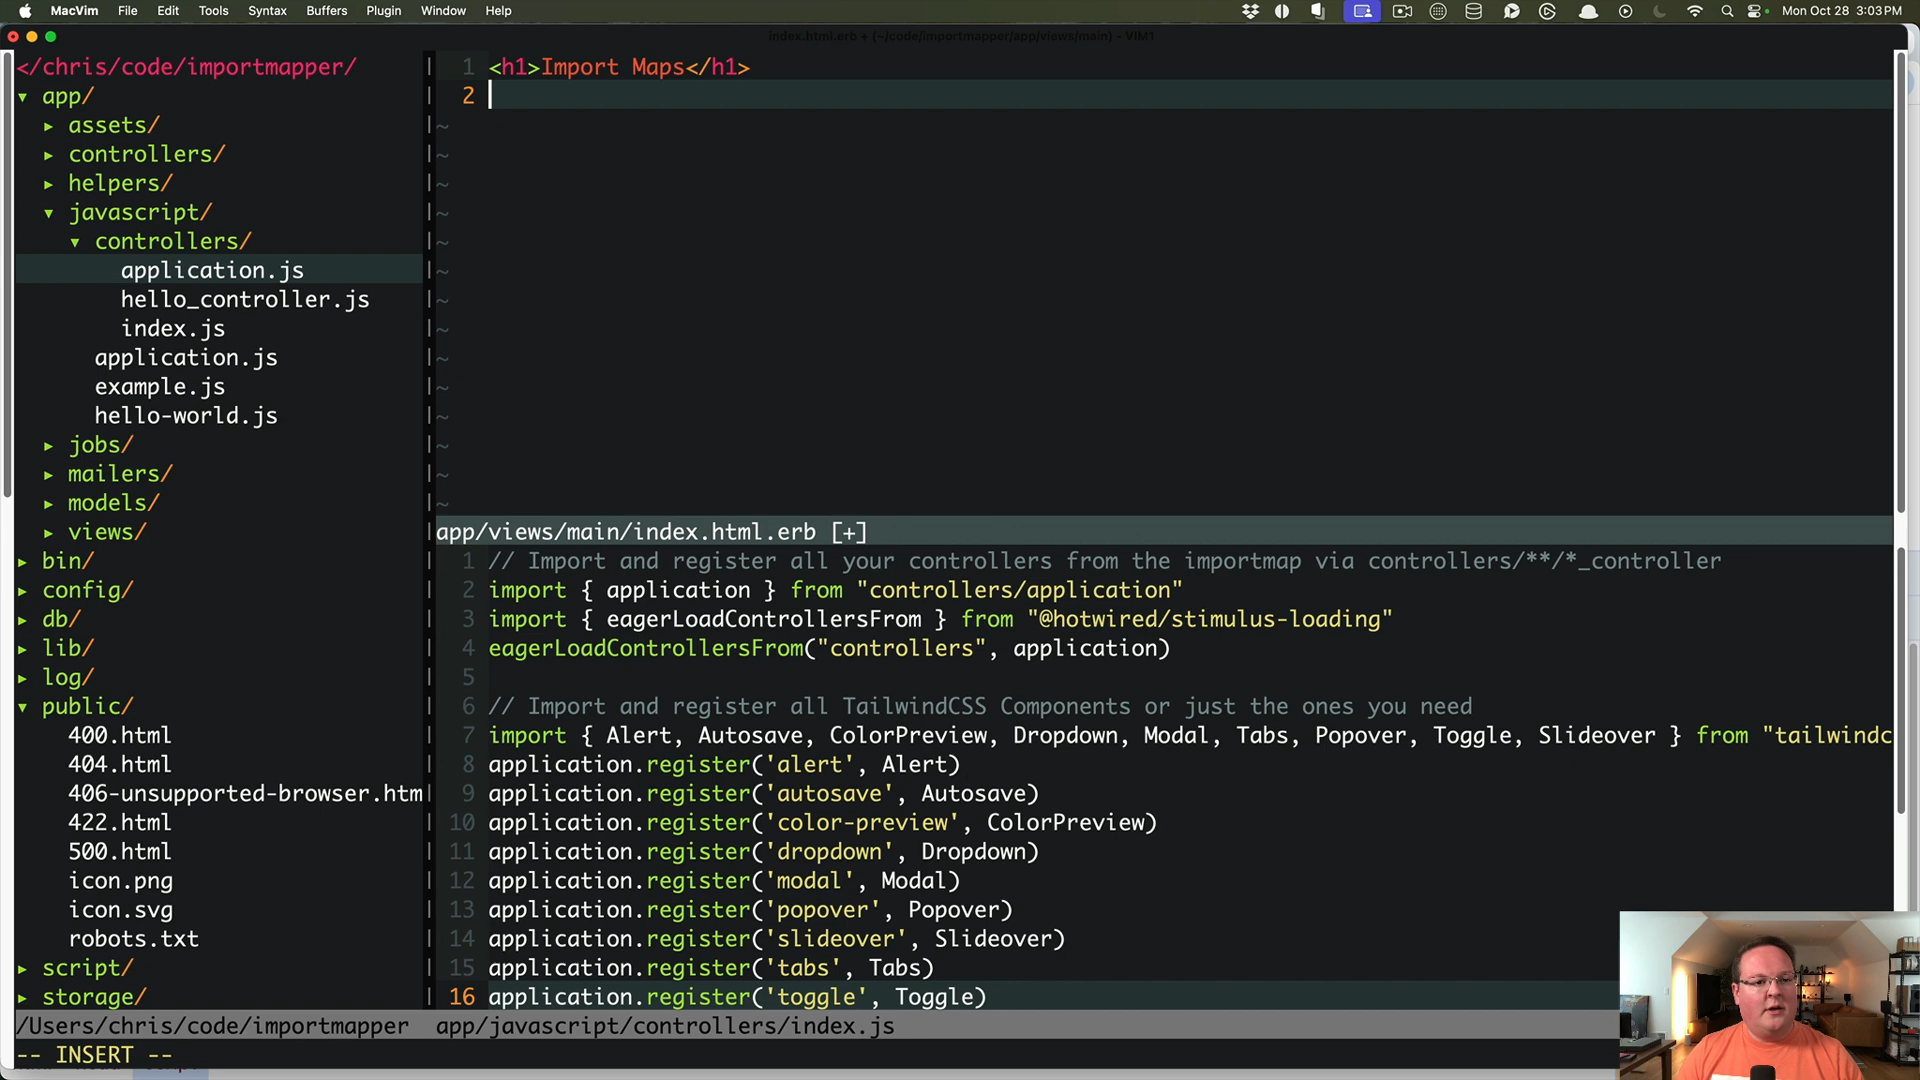 MacVim File Edit Tools Syntax Buffers Plugin Window Help Mon Oct 28 3:03 PM
index.html.erb + (~/code/importmapper/app/views/main) - VIM1
</chris/code/importmapper/
▾ app/
▸ assets/
▸ controllers/
▸ helpers/
▾ javascript/
▾ controllers/
application.js
hello_controller.js
index.js
application.js
example.js
hello-world.js
▸ jobs/
▸ mailers/
▸ models/
▸ views/
▸ bin/
▸ config/
▸ db/
▸ lib/
▸ log/
▾ public/
400.html
404.html
406-unsupported-browser.htm
422.html
500.html
icon.png
icon.svg
robots.txt
▸ script/
▸ storage/
/Users/chris/code/importmapper
1 <h1>Import Maps</h1>
2
~
~
~
~
~
~
~
~
~
~
~
~
~
~
app/views/main/index.html.erb [+]
1 // Import and register all your controllers from the importmap via controllers/**/*_controller
2 import { application } from "controllers/application"
3 import { eagerLoadControllersFrom } from "@hotwired/stimulus-loading"
4 eagerLoadControllersFrom("controllers", application)
5
6 // Import and register all TailwindCSS Components or just the ones you need
7 import { Alert, Autosave, ColorPreview, Dropdown, Modal, Tabs, Popover, Toggle, Slideover } from "tailwindc
8 application.register('alert', Alert)
9 application.register('autosave', Autosave)
10 application.register('color-preview', ColorPreview)
11 application.register('dropdown', Dropdown)
12 application.register('modal', Modal)
13 application.register('popover', Popover)
14 application.register('slideover', Slideover)
15 application.register('tabs', Tabs)
16 application.register('toggle', Toggle)
app/javascript/controllers/index.js
-- INSERT --